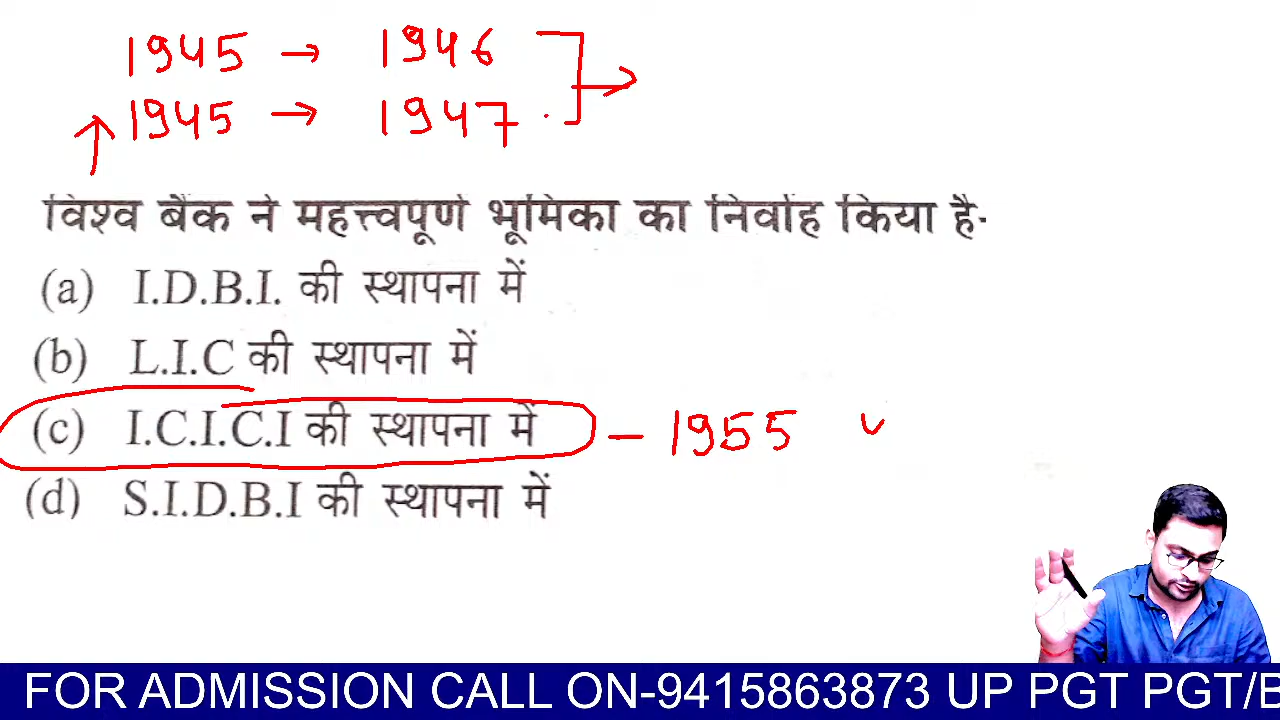 1945 → 1946
1945 → 1947
विश्व बैंक ने महत्त्वपूर्ण भूमिका का निर्वाह किया है-
(a) I.D.B.I. की स्थापना में
(b) L.I.C की स्थापना में
(c) I.C.I.C.I की स्थापना में - 1955
(d) S.I.D.B.I की स्थापना में
FOR ADMISSION CALL ON-9415863873 UP PGT PGT/B